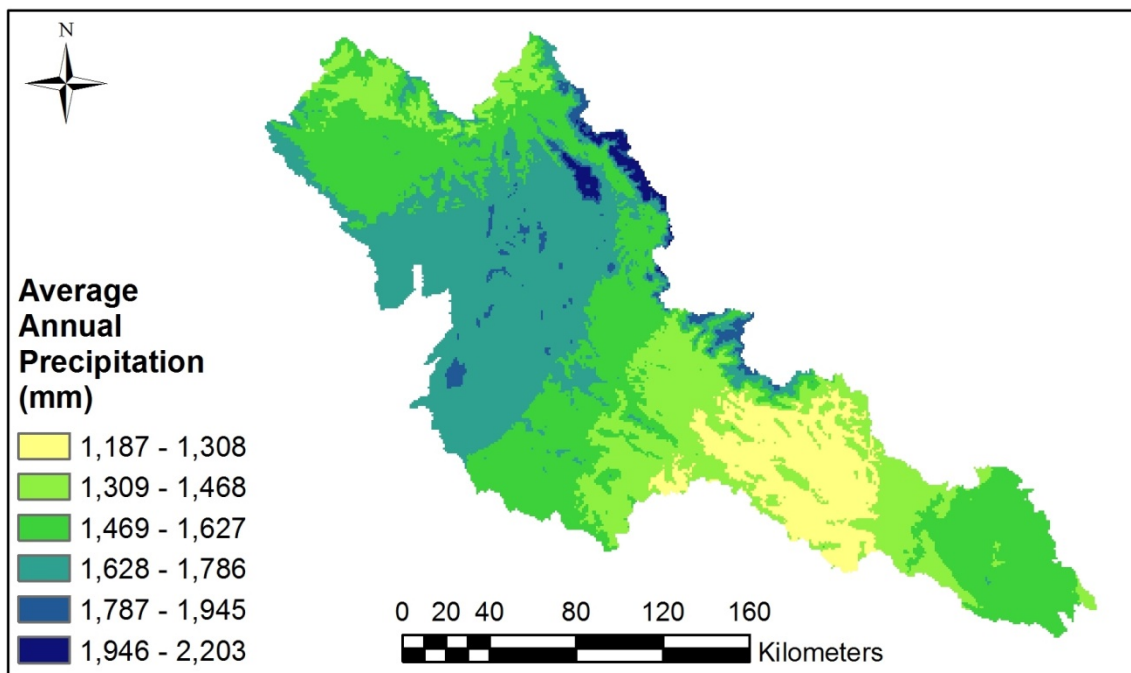 N
Average
Annual
Precipitation
(mm)
1,187 - 1,308
1,309 - 1,468
1,469 - 1,627
1,628 - 1,786
1,787 - 1,945
1,946 - 2,203
0 20 40 80 120 160
Kilometers